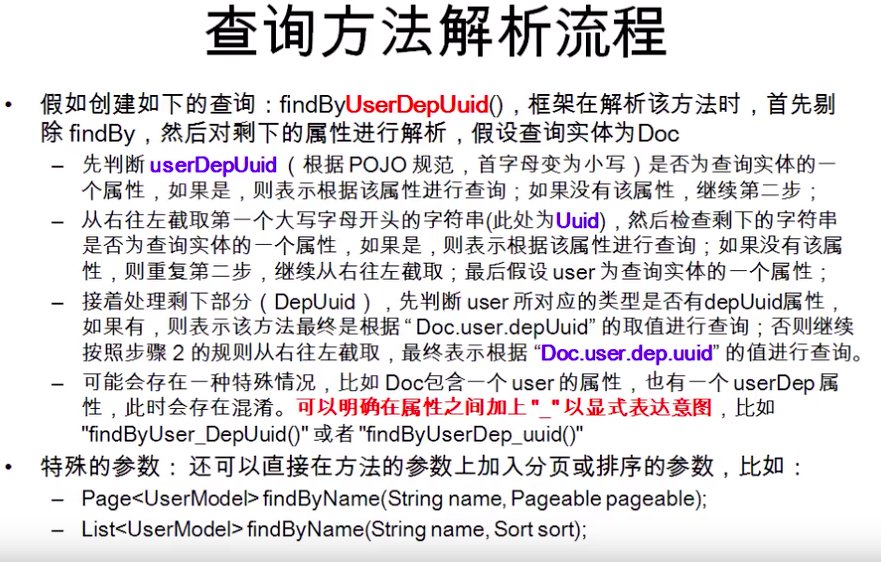 查询方法解析流程
• 假如创建如下的查询：findByUserDepUuid()，框架在解析该方法时，首先剔
除 findBy，然后对剩下的属性进行解析，假设查询实体为Doc
– 先判断 userDepUuid （根据 POJO 规范，首字母变为小写）是否为查询实体的一
个属性，如果是，则表示根据该属性进行查询；如果没有该属性，继续第二步；
– 从右往左截取第一个大写字母开头的字符串(此处为Uuid)，然后检查剩下的字符串
是否为查询实体的一个属性，如果是，则表示根据该属性进行查询；如果没有该属
性，则重复第二步，继续从右往左截取；最后假设 user 为查询实体的一个属性；
– 接着处理剩下部分（DepUuid），先判断 user 所对应的类型是否有depUuid属性，
如果有，则表示该方法最终是根据 “ Doc.user.depUuid” 的取值进行查询；否则继续
按照步骤 2 的规则从右往左截取，最终表示根据 “Doc.user.dep.uuid” 的值进行查询。
– 可能会存在一种特殊情况，比如 Doc包含一个 user 的属性，也有一个 userDep 属
性，此时会存在混淆。可以明确在属性之间加上 "_" 以显式表达意图，比如
"findByUser_DepUuid()" 或者 "findByUserDep_uuid()"
• 特殊的参数： 还可以直接在方法的参数上加入分页或排序的参数，比如：
– Page<UserModel> findByName(String name, Pageable pageable);
– List<UserModel> findByName(String name, Sort sort);